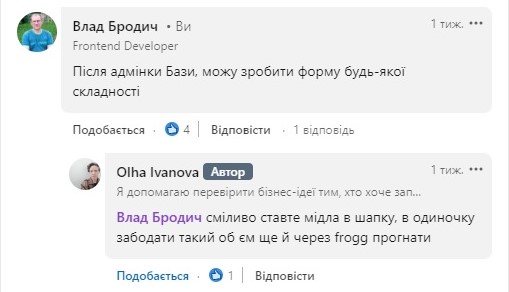 Влад Бродич • Ви
1 тиж.
Frontend Developer
Після адмінки Бази, можу зробити форму будь-якої
складності
Подобається · 4 | Відповісти · 1 відповідь
Olha Ivanova Автор
1 тиж.
Я допомагаю перевірити бізнес-ідеї тим, хто хоче зап...
Влад Бродич сміливо ставте мідла в шапку, в одиночку
забодати такий об єм ще й через frogg прогнати
Подобається · 1 | Відповісти